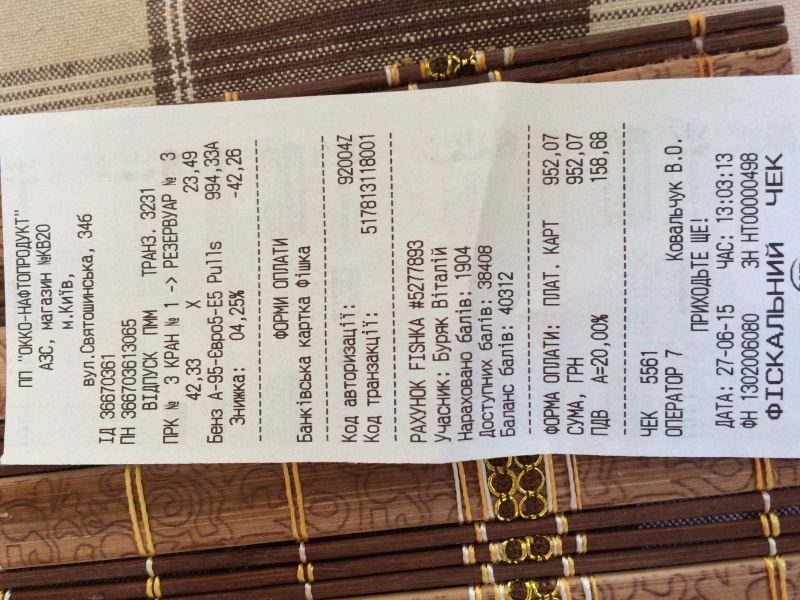 ПП "ОККО-НАФТОПРОДУКТ"
АЗС, магазин №КВ20
м.Київ,
вул.Святошинська, 34б
ІД 36670361
ПН 366703613065
ВІДПУСК ПММ ТРАНЗ. 3231
ПРК № 3 КРАН № 1 -> РЕЗЕРВУАР № 3
42,33 X 23,49
Бенз А-95-Євро5-Е5 Pulls 994,33А
Знижка: 04,25% -42,26
ФОРМИ ОПЛАТИ
Банківська картка Фішка
Код авторизації: 92004Z
Код транзакції: 517813118001
РАХУНОК FISHKA #5277893
Учасник: Буряк Віталій
Нараховано балів: 1904
Доступних балів: 38408
Баланс балів: 40312
ФОРМА ОПЛАТИ: ПЛАТ. КАРТ 952,07
СУМА, ГРН 952,07
ПДВ А=20,00% 158,68
ЧЕК 5561
ОПЕРАТОР 7 Ковальчук В.О.
ПРИХОДЬТЕ ЩЕ!
ДАТА: 27-06-15 ЧАС: 13:03:13
ФН 1302006080 ЗН НТ00000498
ФІСКАЛЬНИЙ ЧЕК